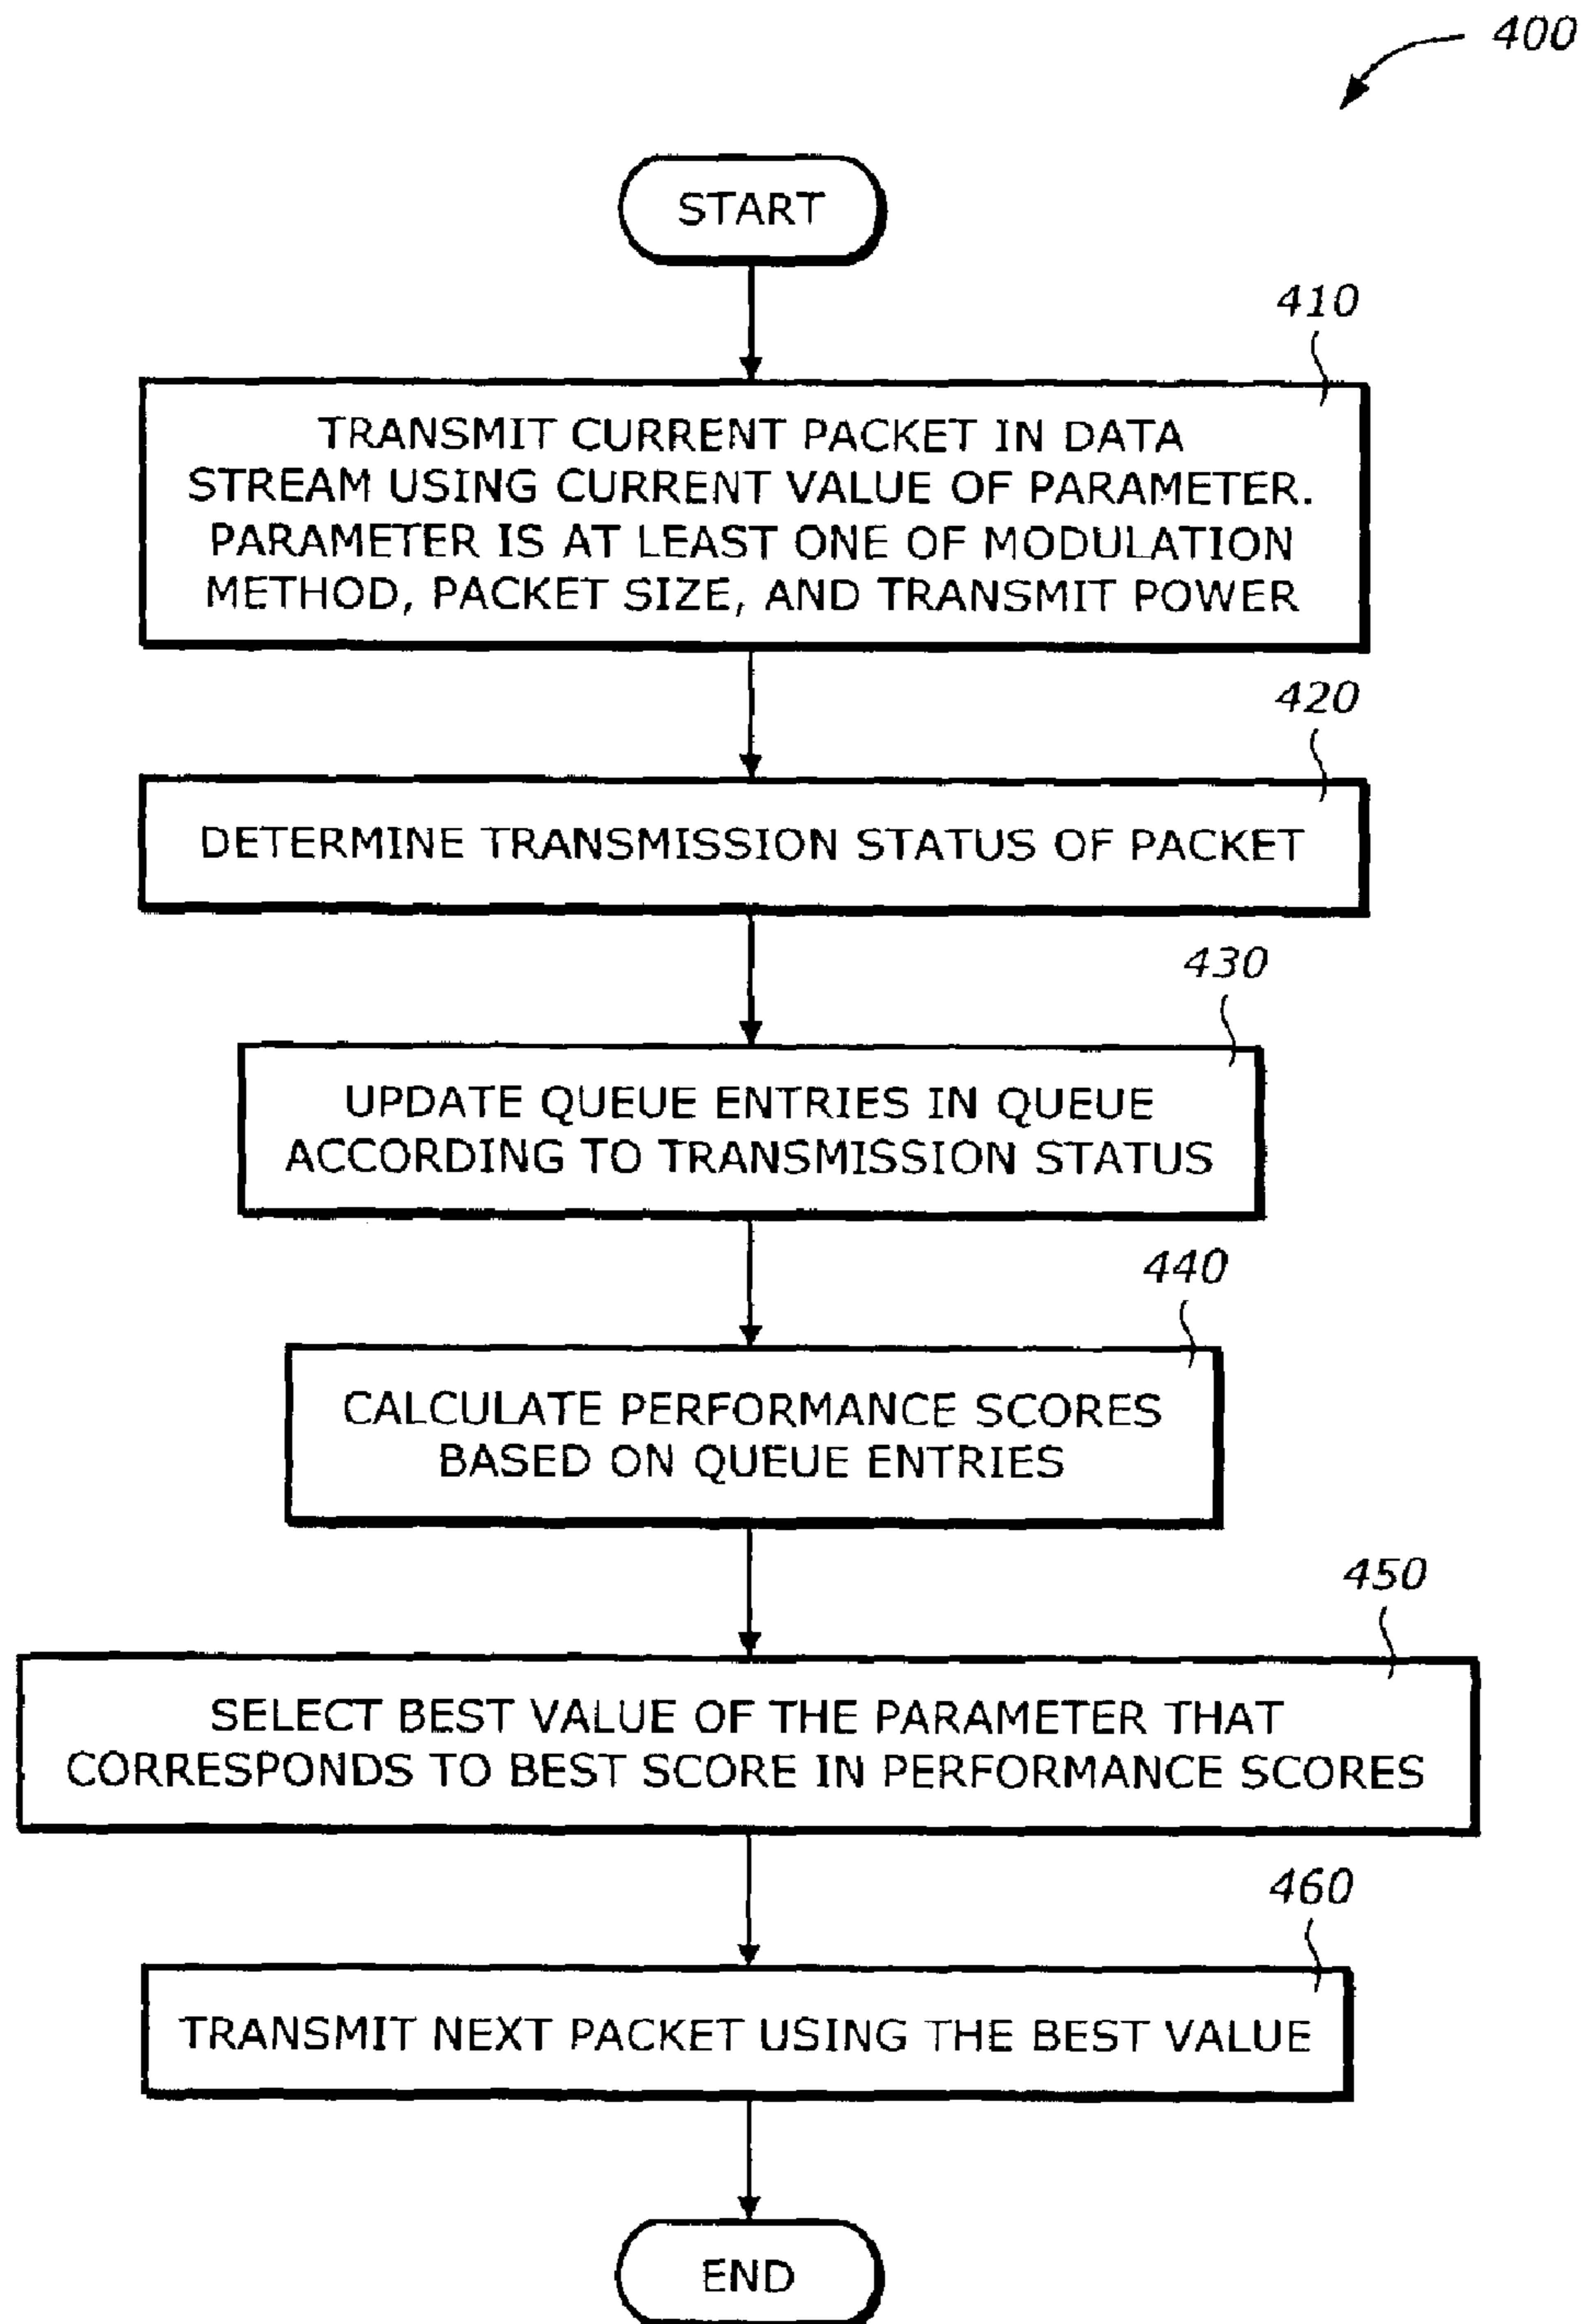 400
START
410
TRANSMIT CURRENT PACKET IN DATA
STREAM USING CURRENT VALUE OF PARAMETER.
PARAMETER IS AT LEAST ONE OF MODULATION
METHOD, PACKET SIZE, AND TRANSMIT POWER
420
DETERMINE TRANSMISSION STATUS OF PACKET
430
UPDATE QUEUE ENTRIES IN QUEUE
ACCORDING TO TRANSMISSION STATUS
440
CALCULATE PERFORMANCE SCORES
BASED ON QUEUE ENTRIES
450
SELECT BEST VALUE OF THE PARAMETER THAT
CORRESPONDS TO BEST SCORE IN PERFORMANCE SCORES
460
TRANSMIT NEXT PACKET USING THE BEST VALUE
END